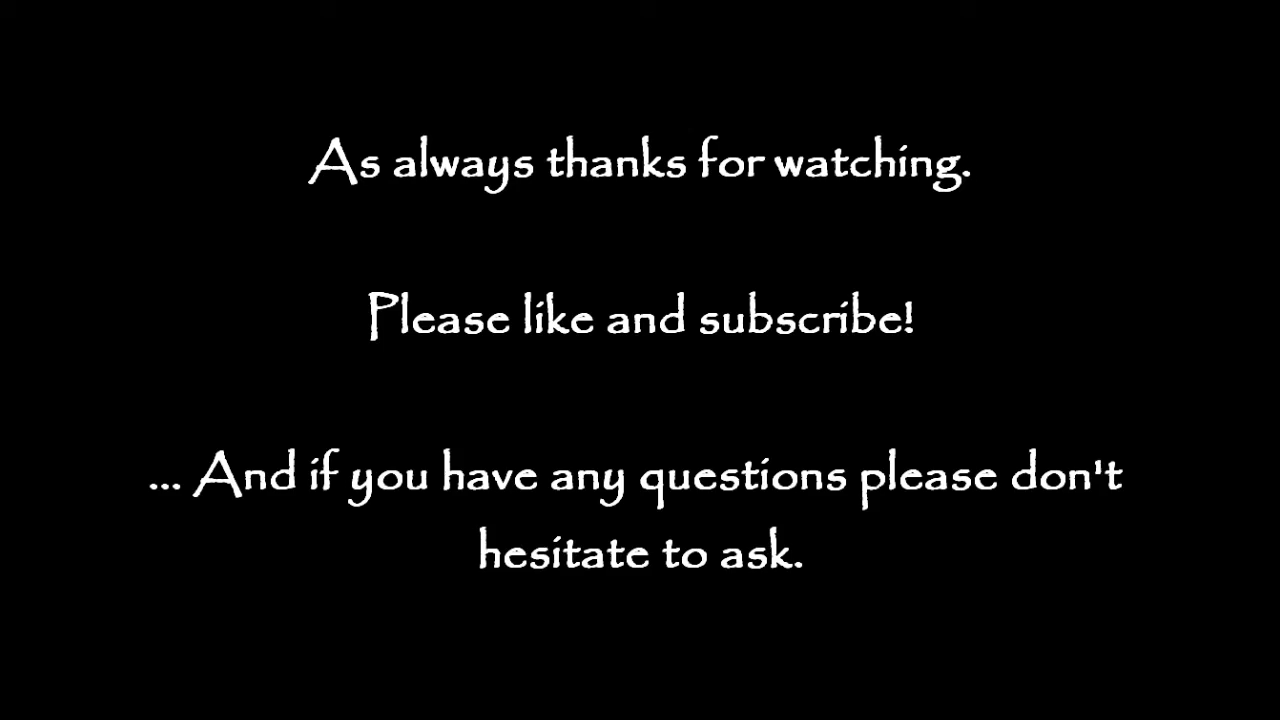 As always thanks for watching.
Please like and subscribe!
... And if you have any questions please don't
hesitate to ask.